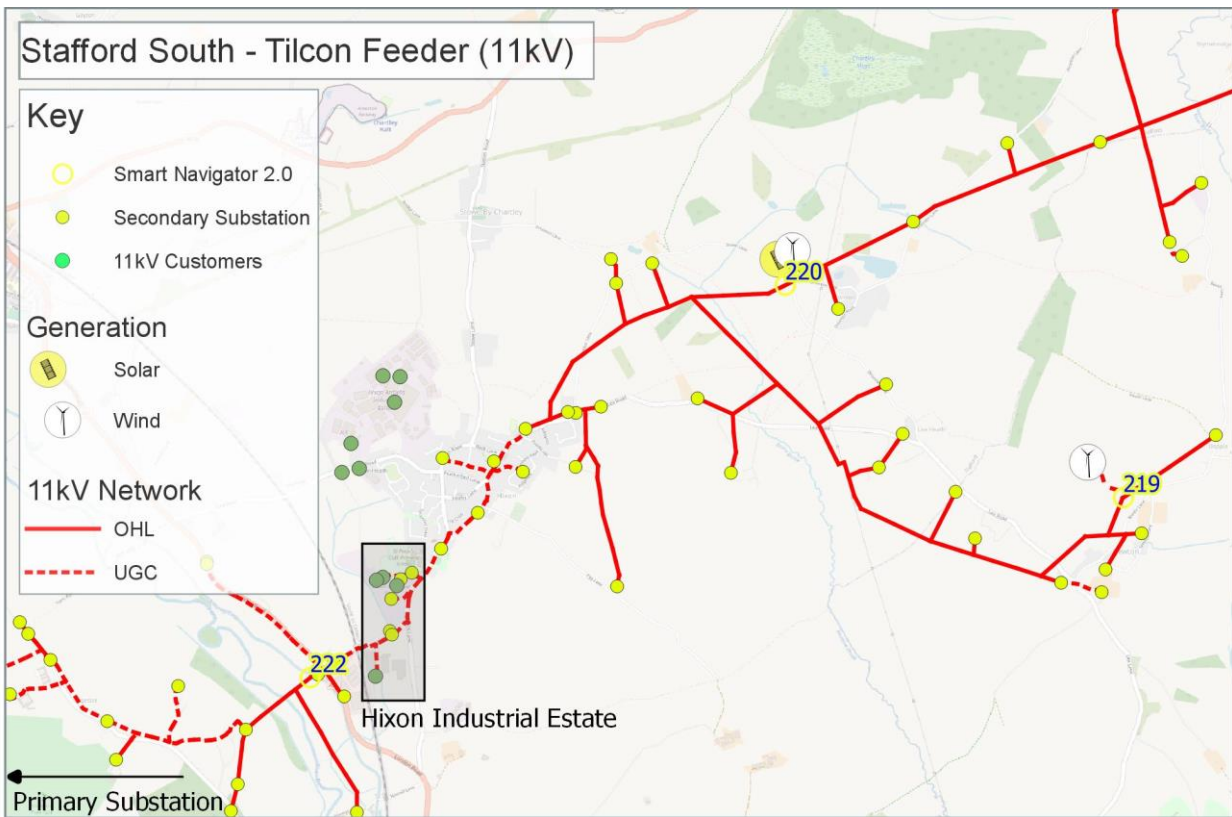 Stafford South - Tilcon Feeder (11kV)
Key
Smart Navigator 2.0
Secondary Substation
11kV Customers
Generation
Solar
Wind
11kV Network
OHL
UGC
220
219
222
Hixon Industrial Estate
Primary Substation